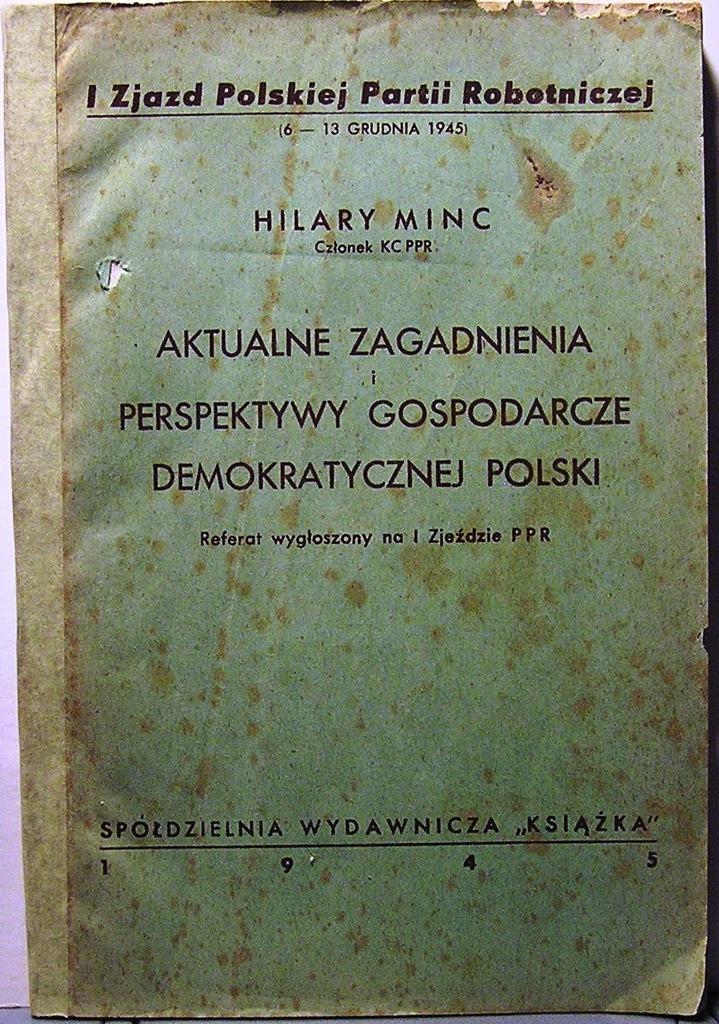 I Zjazd Polskiej Partii Robotniczej
(6 — 13 GRUDNIA 1945)
HILARY MINC
Członek KC PPR.
AKTUALNE ZAGADNIENIA
i
PERSPEKTYWY GOSPODARCZE
DEMOKRATYCZNEJ POLSKI
Referat wygłoszony na I Zjeździe PPR
SPÓŁDZIELNIA WYDAWNICZA „KSIĄŻKA”
1 9 4 5